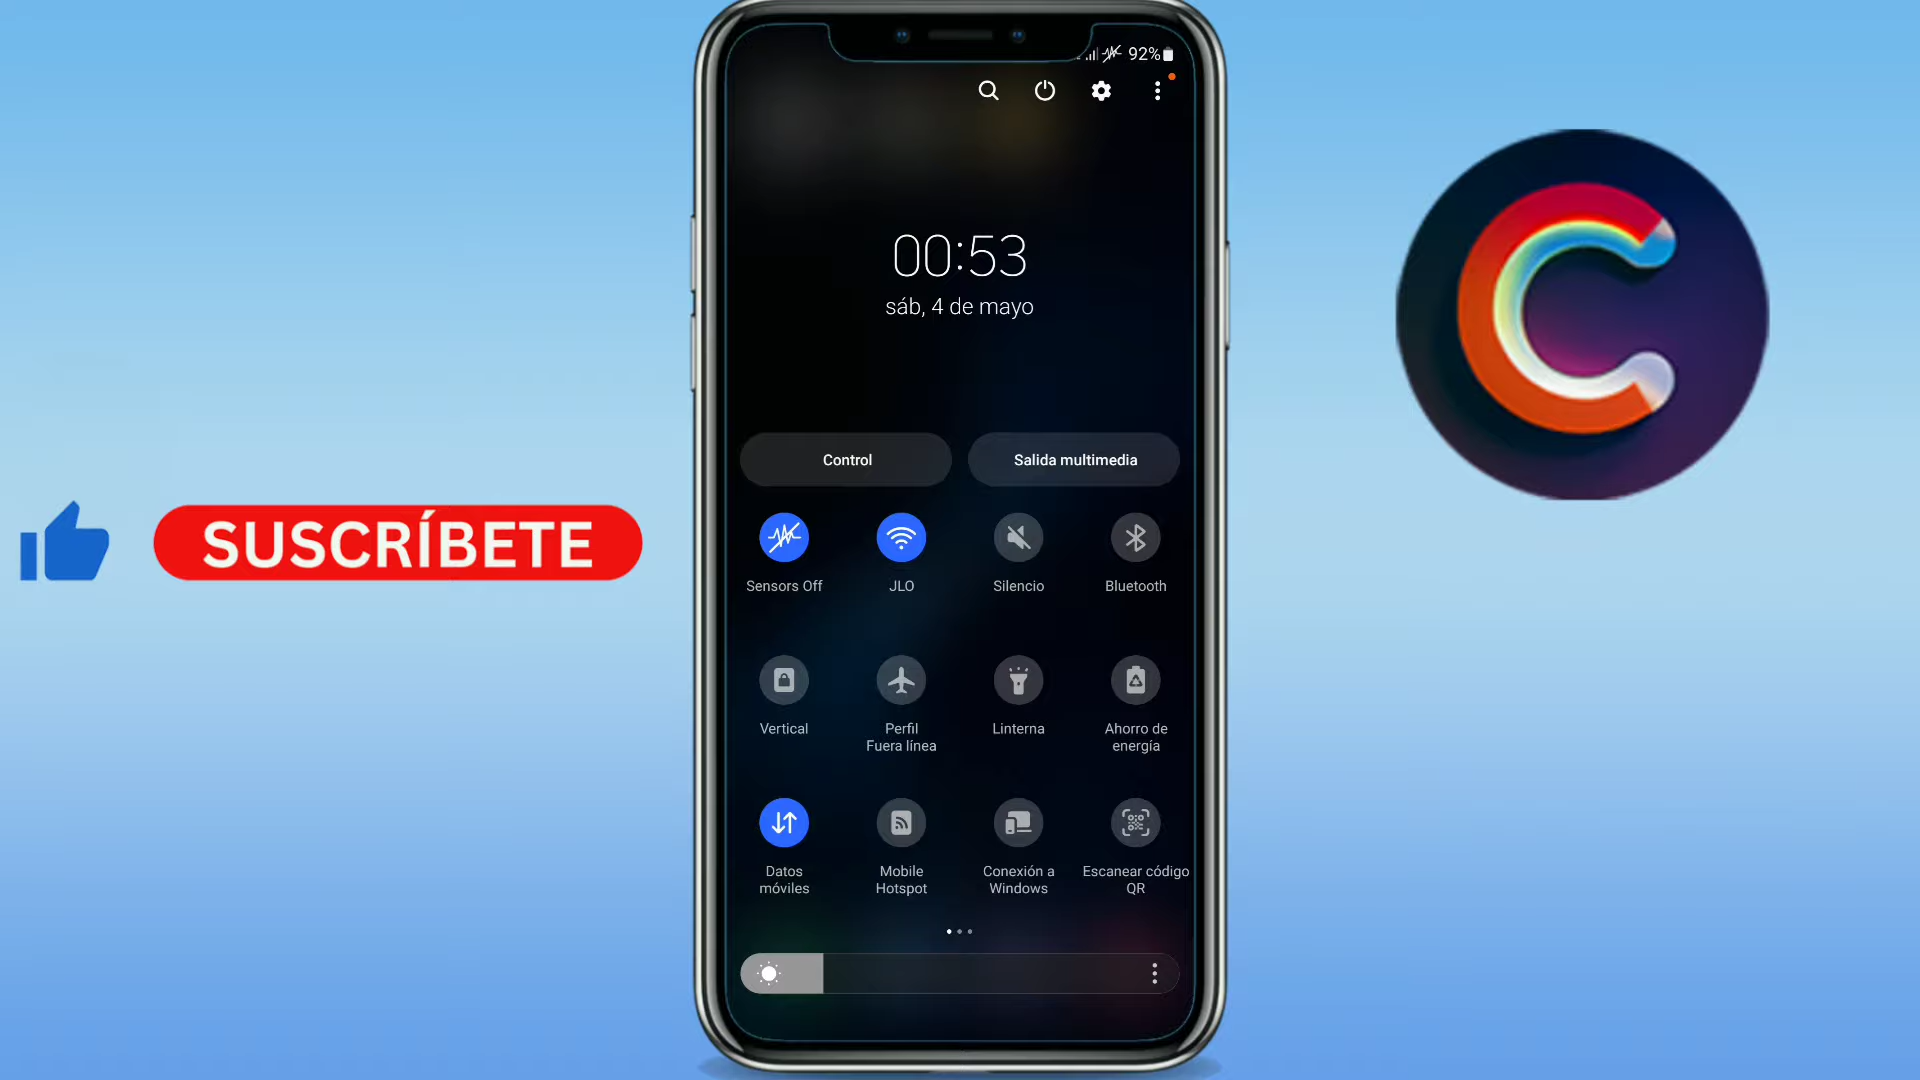 92%
00:53
sáb, 4 de mayo
Control
Salida multimedia
SUSCRÍBETE
Sensors Off
JLO
Silencio
Bluetooth
Vertical
Perfil
Fuera línea
Linterna
Ahorro de
energía
Datos
móviles
Mobile
Hotspot
Conexión a
Windows
Escanear código
QR